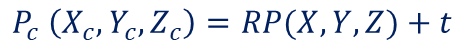 P_c (X_c, Y_c, Z_c) = RP(X, Y, Z) + t